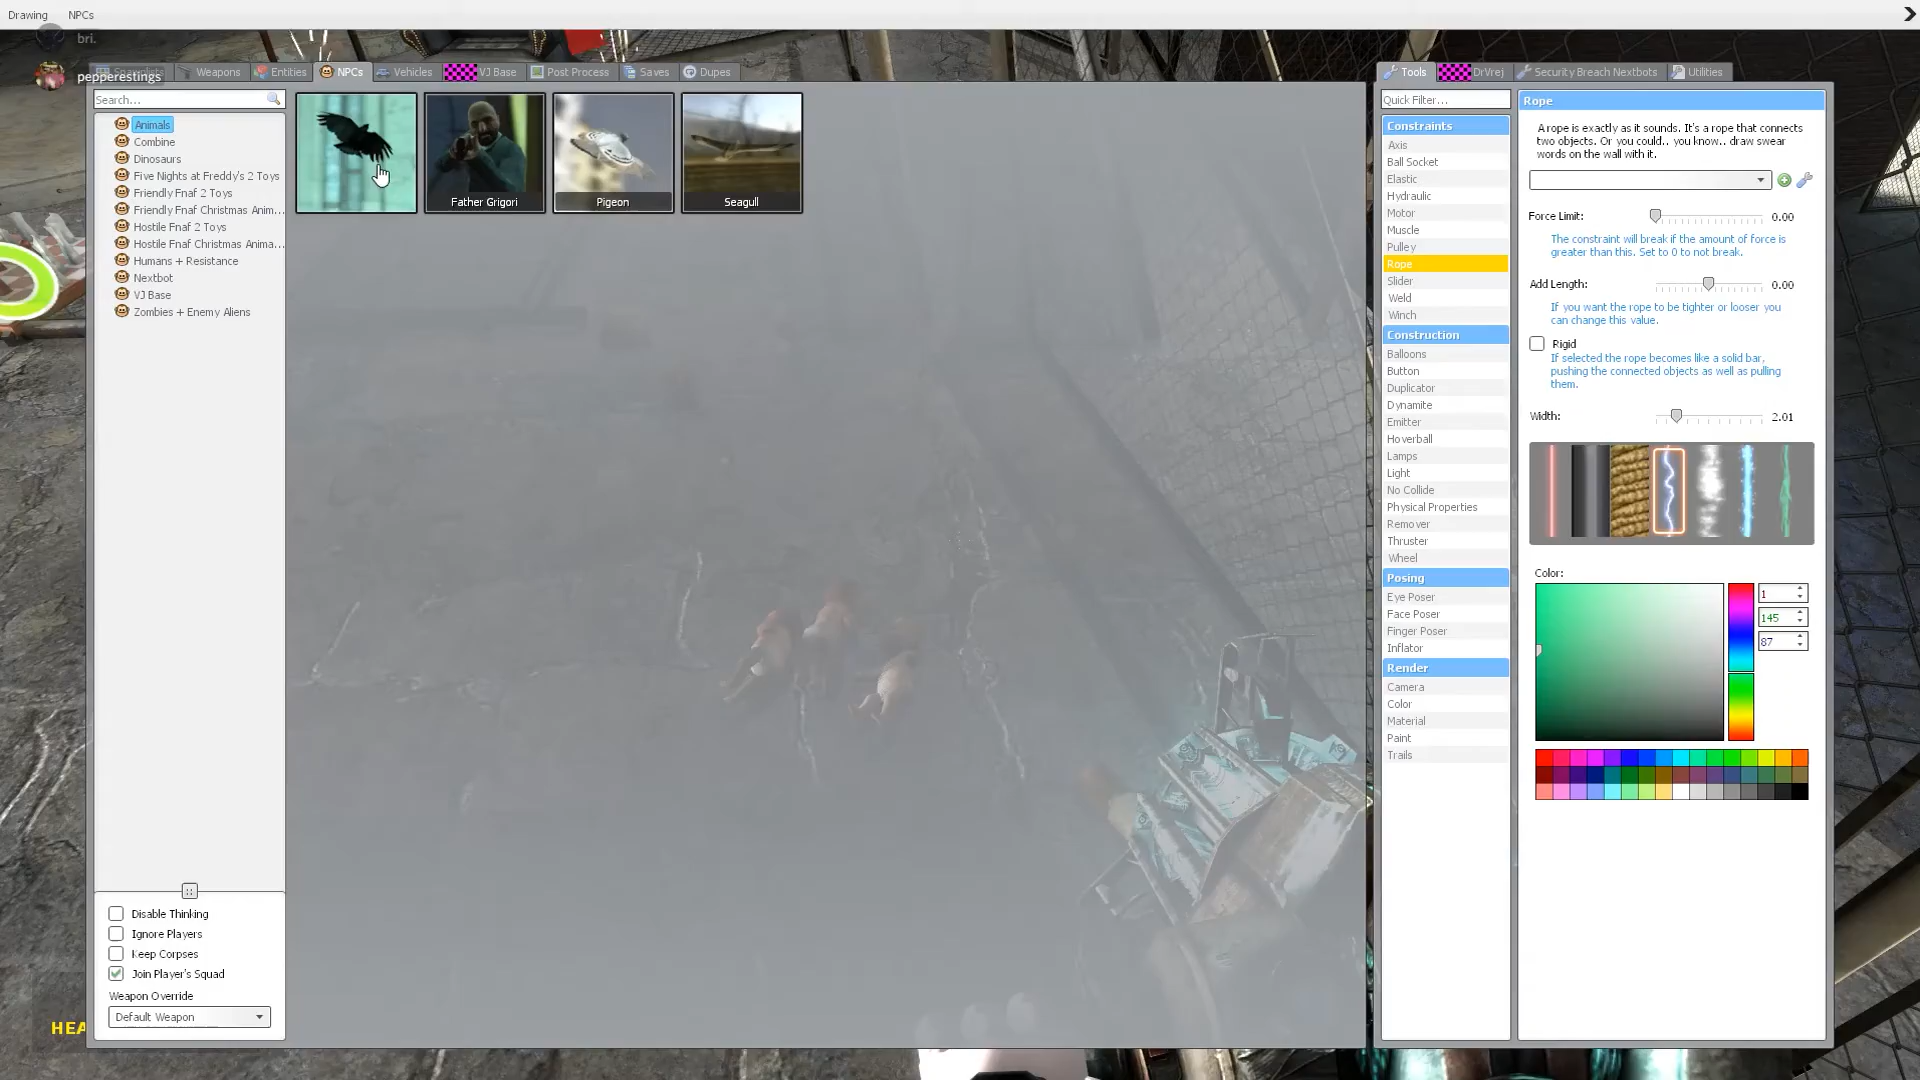 Drawing NPCs
bri.
pepperestings
Weapons Entities NPCs Vehicles VJ Base Post Process Saves Dupes
Tools DrVrej Security Breach Nextbots Utilities
Search...
Animals
Combine
Dinosaurs
Five Nights at Freddy's 2 Toys
Friendly Fnaf 2 Toys
Friendly Fnaf Christmas Anim...
Hostile Fnaf 2 Toys
Hostile Fnaf Christmas Anima...
Humans + Resistance
Nextbot
VJ Base
Zombies + Enemy Aliens
Father Grigori
Pigeon
Seagull
Disable Thinking
Ignore Players
Keep Corpses
Join Player's Squad
Weapon Override
Default Weapon
HEA
Quick Filter...
Constraints
Axis
Ball Socket
Elastic
Hydraulic
Motor
Muscle
Pulley
Rope
Slider
Weld
Winch
Construction
Balloons
Button
Duplicator
Dynamite
Emitter
Hoverball
Lamps
Light
No Collide
Physical Properties
Remover
Thruster
Wheel
Posing
Eye Poser
Face Poser
Finger Poser
Inflator
Render
Camera
Color
Material
Paint
Trails
Rope
A rope is exactly as it sounds. It's a rope that connects
two objects. Or you could.. you know.. draw swear
words on the wall with it.
Force Limit: 0.00
The constraint will break if the amount of force is
greater than this. Set to 0 to not break.
Add Length: 0.00
If you want the rope to be tighter or looser you
can change this value.
Rigid
If selected the rope becomes like a solid bar,
pushing the connected objects as well as pulling
them.
Width: 2.01
Color:
1
145
87